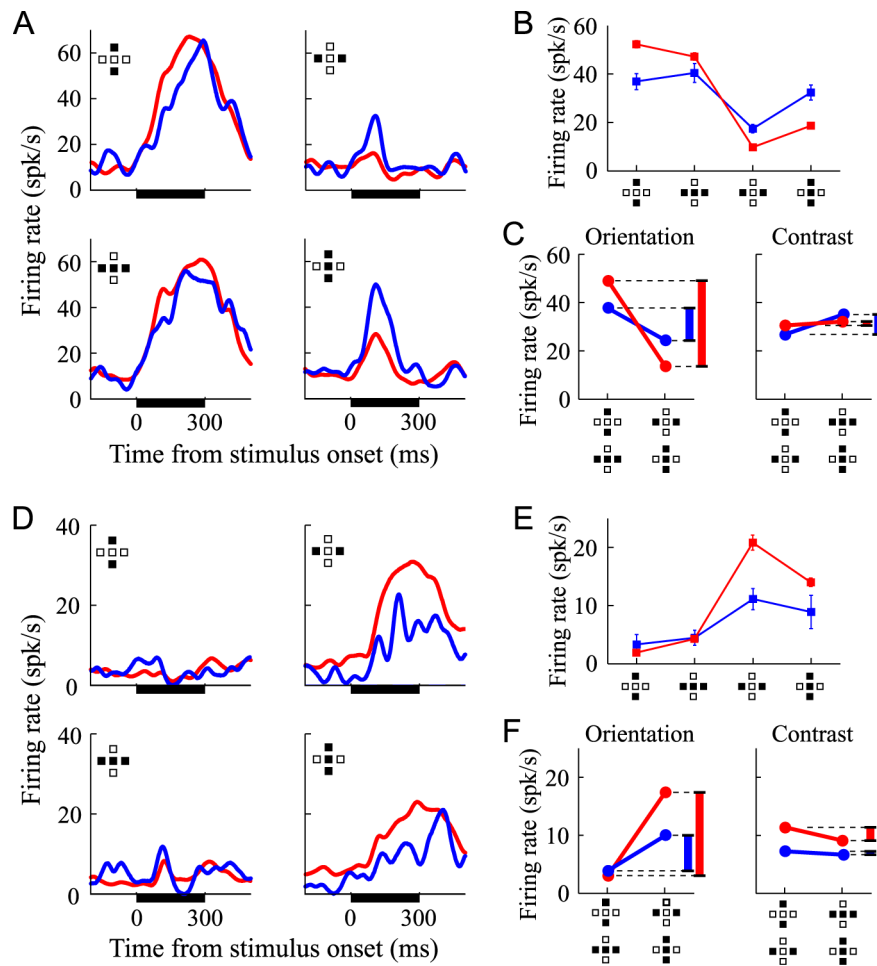 A
Firing rate (spk/s)
60
40
20
0
60
40
20
0
0
300
0
300
Time from stimulus onset (ms)
B
Firing rate (spk/s)
60
40
20
0
C
Orientation
Contrast
Firing rate (spk/s)
60
40
20
0
D
Firing rate (spk/s)
40
20
0
40
20
0
0
300
0
300
Time from stimulus onset (ms)
E
Firing rate (spk/s)
20
10
0
F
Orientation
Contrast
Firing rate (spk/s)
20
10
0